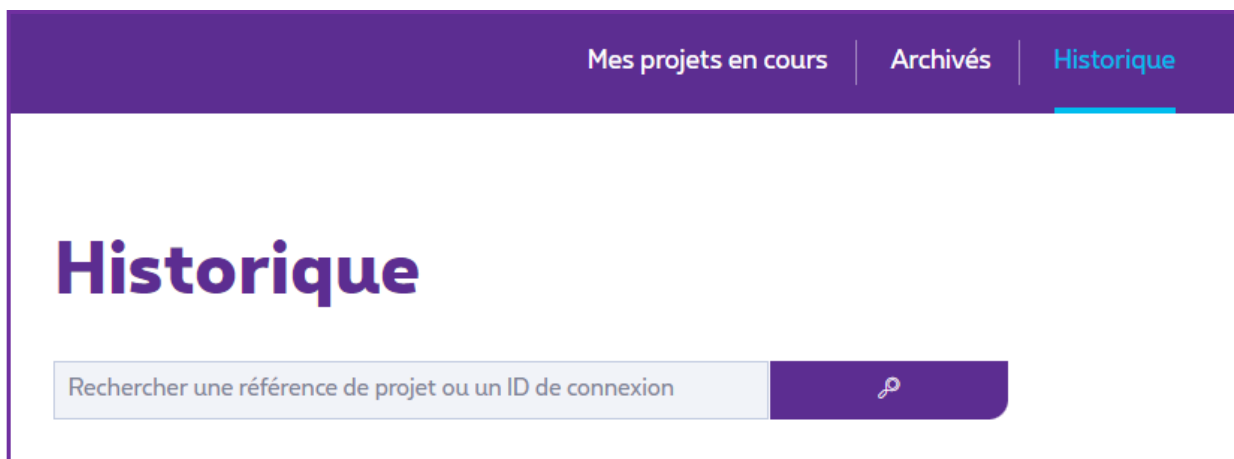 Mes projets en cours Archivés Historique
Historique
Rechercher une référence de projet ou un ID de connexion